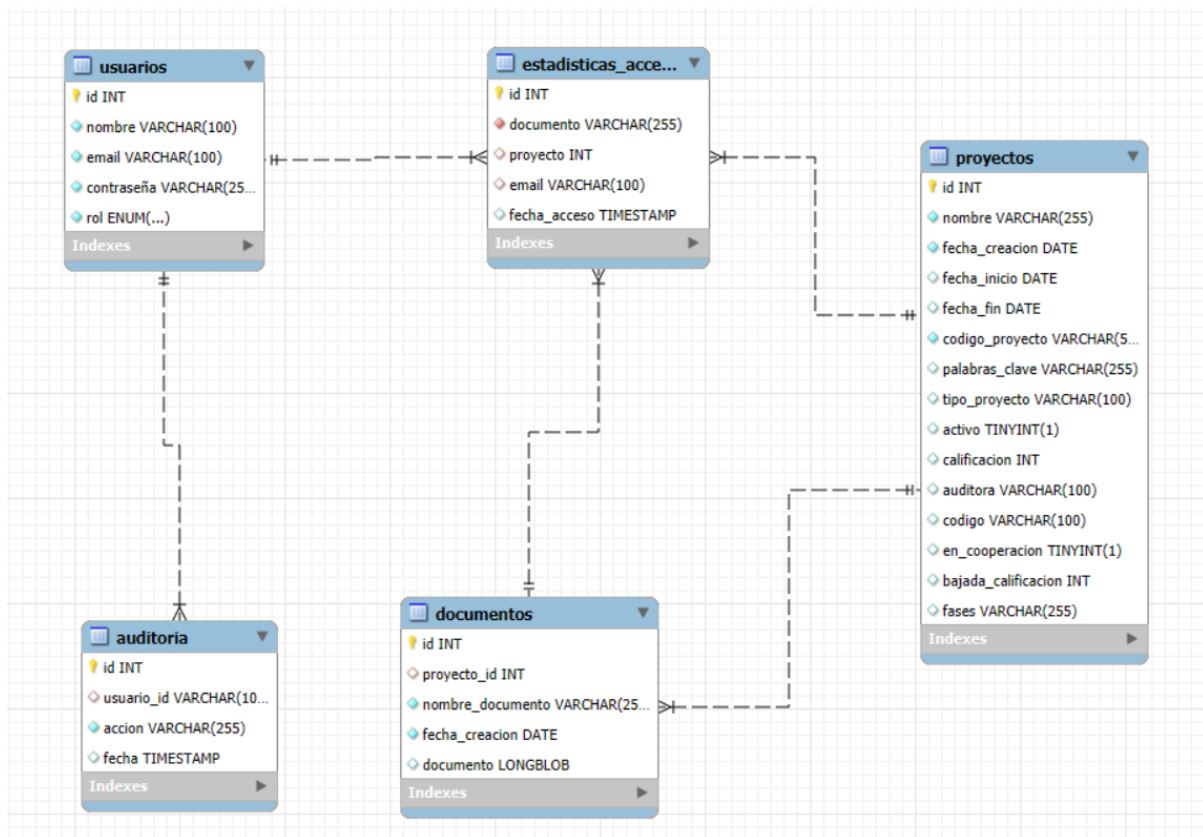 usuarios
id INT
nombre VARCHAR(100)
email VARCHAR(100)
contraseña VARCHAR(25...
rol ENUM(...)
Indexes
estadisticas_acce...
id INT
documento VARCHAR(255)
proyecto INT
email VARCHAR(100)
fecha_acceso TIMESTAMP
Indexes
proyectos
id INT
nombre VARCHAR(255)
fecha_creacion DATE
fecha_inicio DATE
fecha_fin DATE
codigo_proyecto VARCHAR(5...
palabras_clave VARCHAR(255)
tipo_proyecto VARCHAR(100)
activo TINYINT(1)
calificacion INT
auditora VARCHAR(100)
codigo VARCHAR(100)
en_cooperacion TINYINT(1)
bajada_calificacion INT
fases VARCHAR(255)
Indexes
auditoria
id INT
usuario_id VARCHAR(10...
accion VARCHAR(255)
fecha TIMESTAMP
Indexes
documentos
id INT
proyecto_id INT
nombre_documento VARCHAR(25...
fecha_creacion DATE
documento LONGBLOB
Indexes